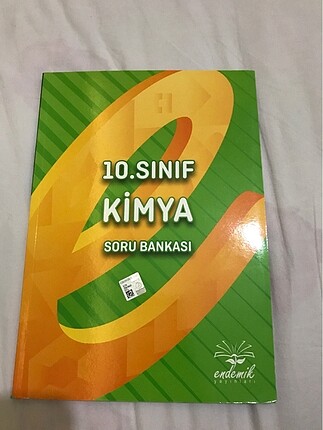 10.SINIF
KİMYA
SORU BANKASI
endemik
yayınları